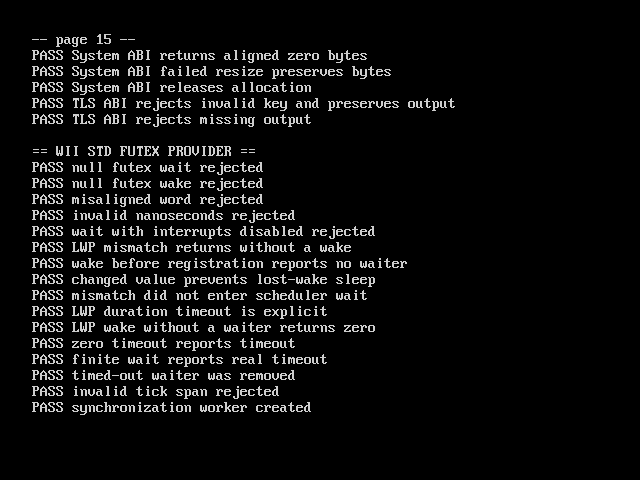 -- page 15 --
PASS System ABI returns aligned zero bytes
PASS System ABI failed resize preserves bytes
PASS System ABI releases allocation
PASS TLS ABI rejects invalid key and preserves output
PASS TLS ABI rejects missing output
== WII STD FUTEX PROVIDER ==
PASS null futex wait rejected
PASS null futex wake rejected
PASS misaligned word rejected
PASS invalid nanoseconds rejected
PASS wait with interrupts disabled rejected
PASS LWP mismatch returns without a wake
PASS wake before registration reports no waiter
PASS changed value prevents lost-wake sleep
PASS mismatch did not enter scheduler wait
PASS LWP duration timeout is explicit
PASS LWP wake without a waiter returns zero
PASS zero timeout reports timeout
PASS finite wait reports real timeout
PASS timed-out waiter was removed
PASS invalid tick span rejected
PASS synchronization worker created